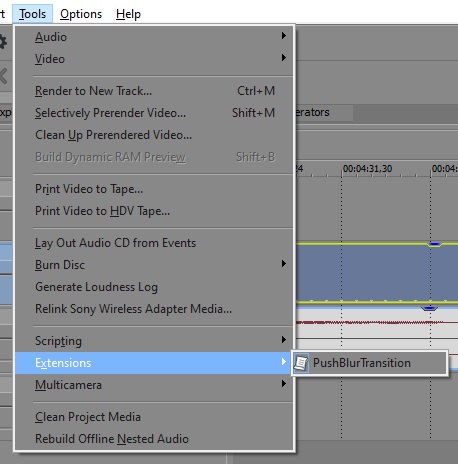 t Tools Options Help
Audio
Video
Render to New Track... Ctrl+M
Selectively Prerender Video... Shift+M
Clean Up Prerendered Video...
xp erators
Build Dynamic RAM Preview Shift+B
24 00:04:31,30 00:04:
Print Video to Tape...
Print Video to HDV Tape...
Lay Out Audio CD from Events
Burn Disc
Generate Loudness Log
Relink Sony Wireless Adapter Media...
Scripting
Extensions PushBlurTransition
Multicamera
Clean Project Media
Rebuild Offline Nested Audio